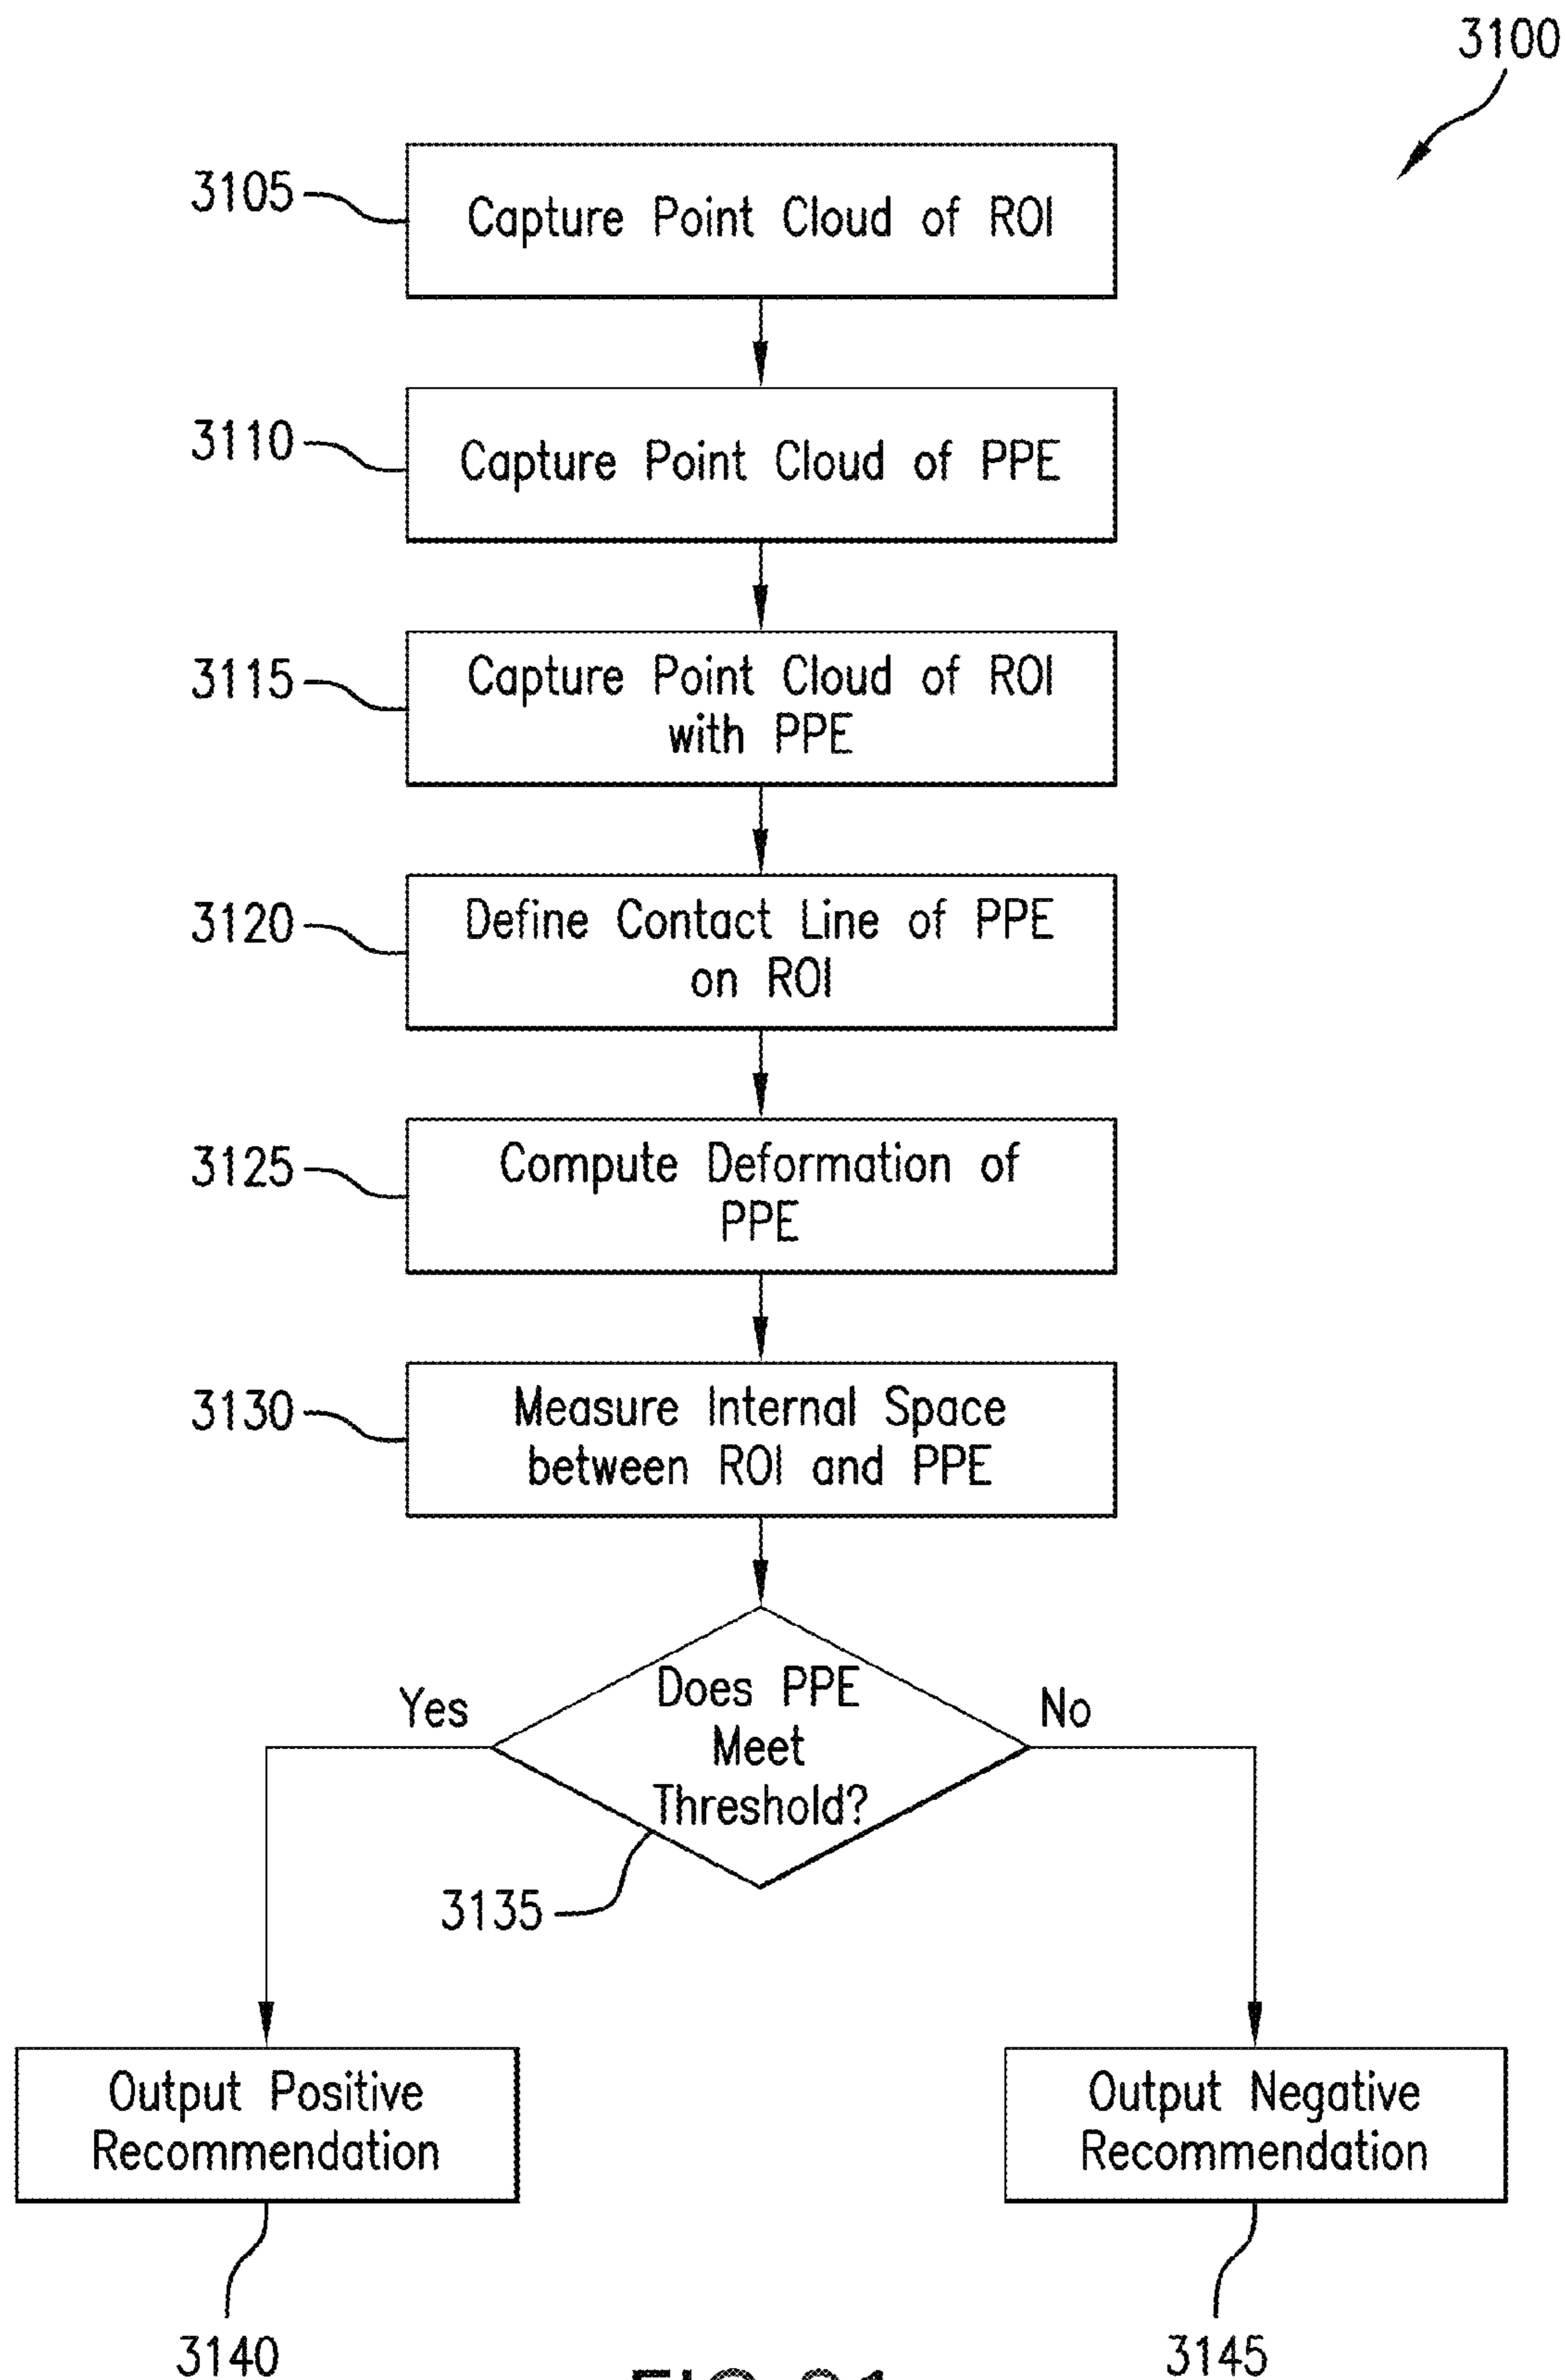 3100
3105
Capture Point Cloud of ROI
3110
Capture Point Cloud of PPE
3115
Capture Point Cloud of ROI
with PPE
3120
Define Contact Line of PPE
on ROI
3125
Compute Deformation of
PPE
3130
Measure Internal Space
between ROI and PPE
Yes
Does PPE
Meet
Threshold?
No
3135
Output Positive
Recommendation
Output Negative
Recommendation
3140
3145